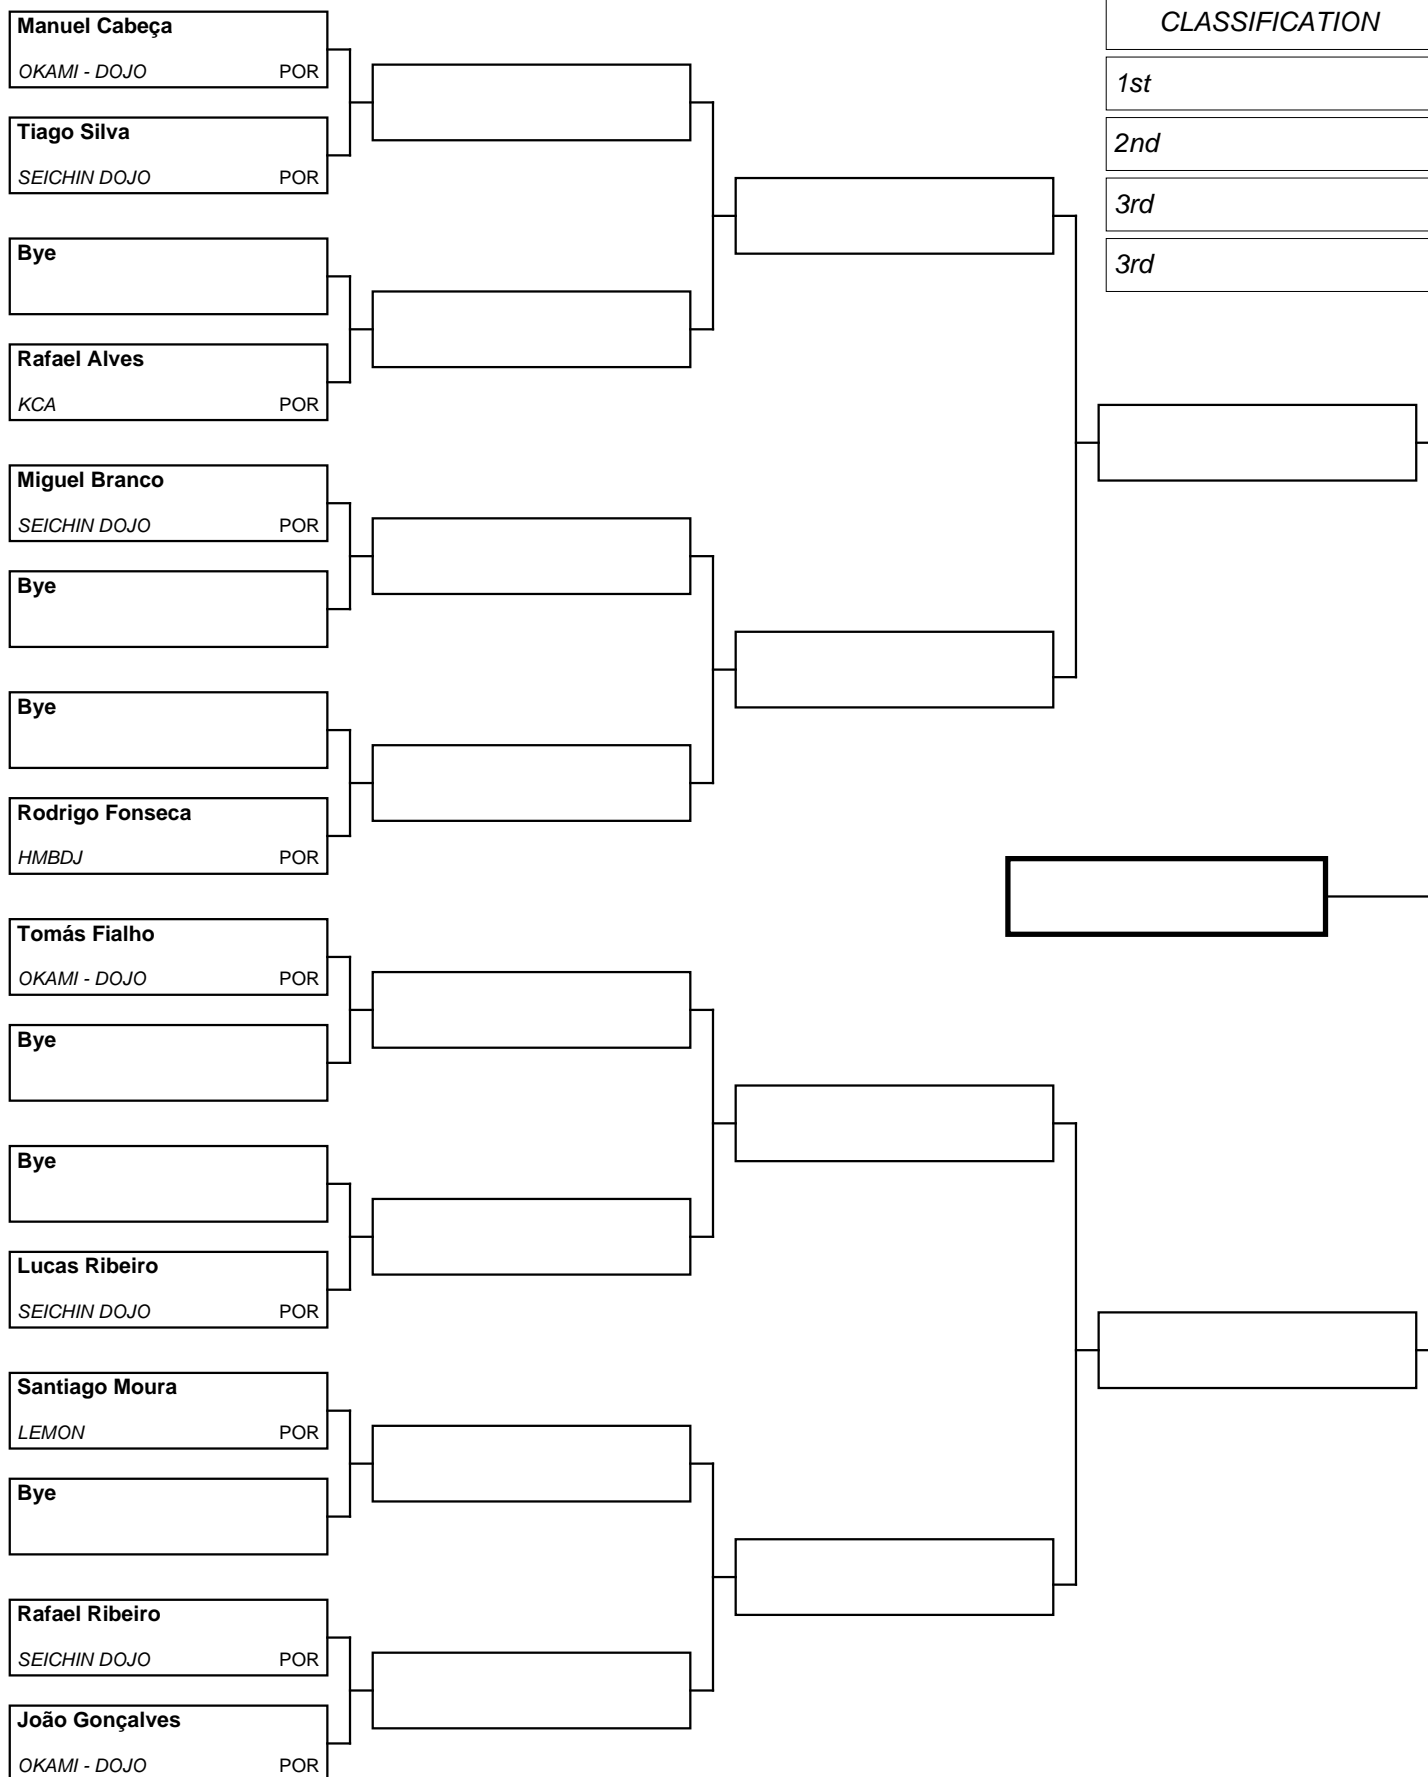 Manuel Cabeça
OKAMI - DOJO POR
Tiago Silva
SEICHIN DOJO POR
Bye
Rafael Alves
KCA POR
Miguel Branco
SEICHIN DOJO POR
Bye
Bye
Rodrigo Fonseca
HMBDJ POR
Tomás Fialho
OKAMI - DOJO POR
Bye
Bye
Lucas Ribeiro
SEICHIN DOJO POR
Santiago Moura
LEMON POR
Bye
Rafael Ribeiro
SEICHIN DOJO POR
João Gonçalves
OKAMI - DOJO POR
CLASSIFICATION
1st
2nd
3rd
3rd